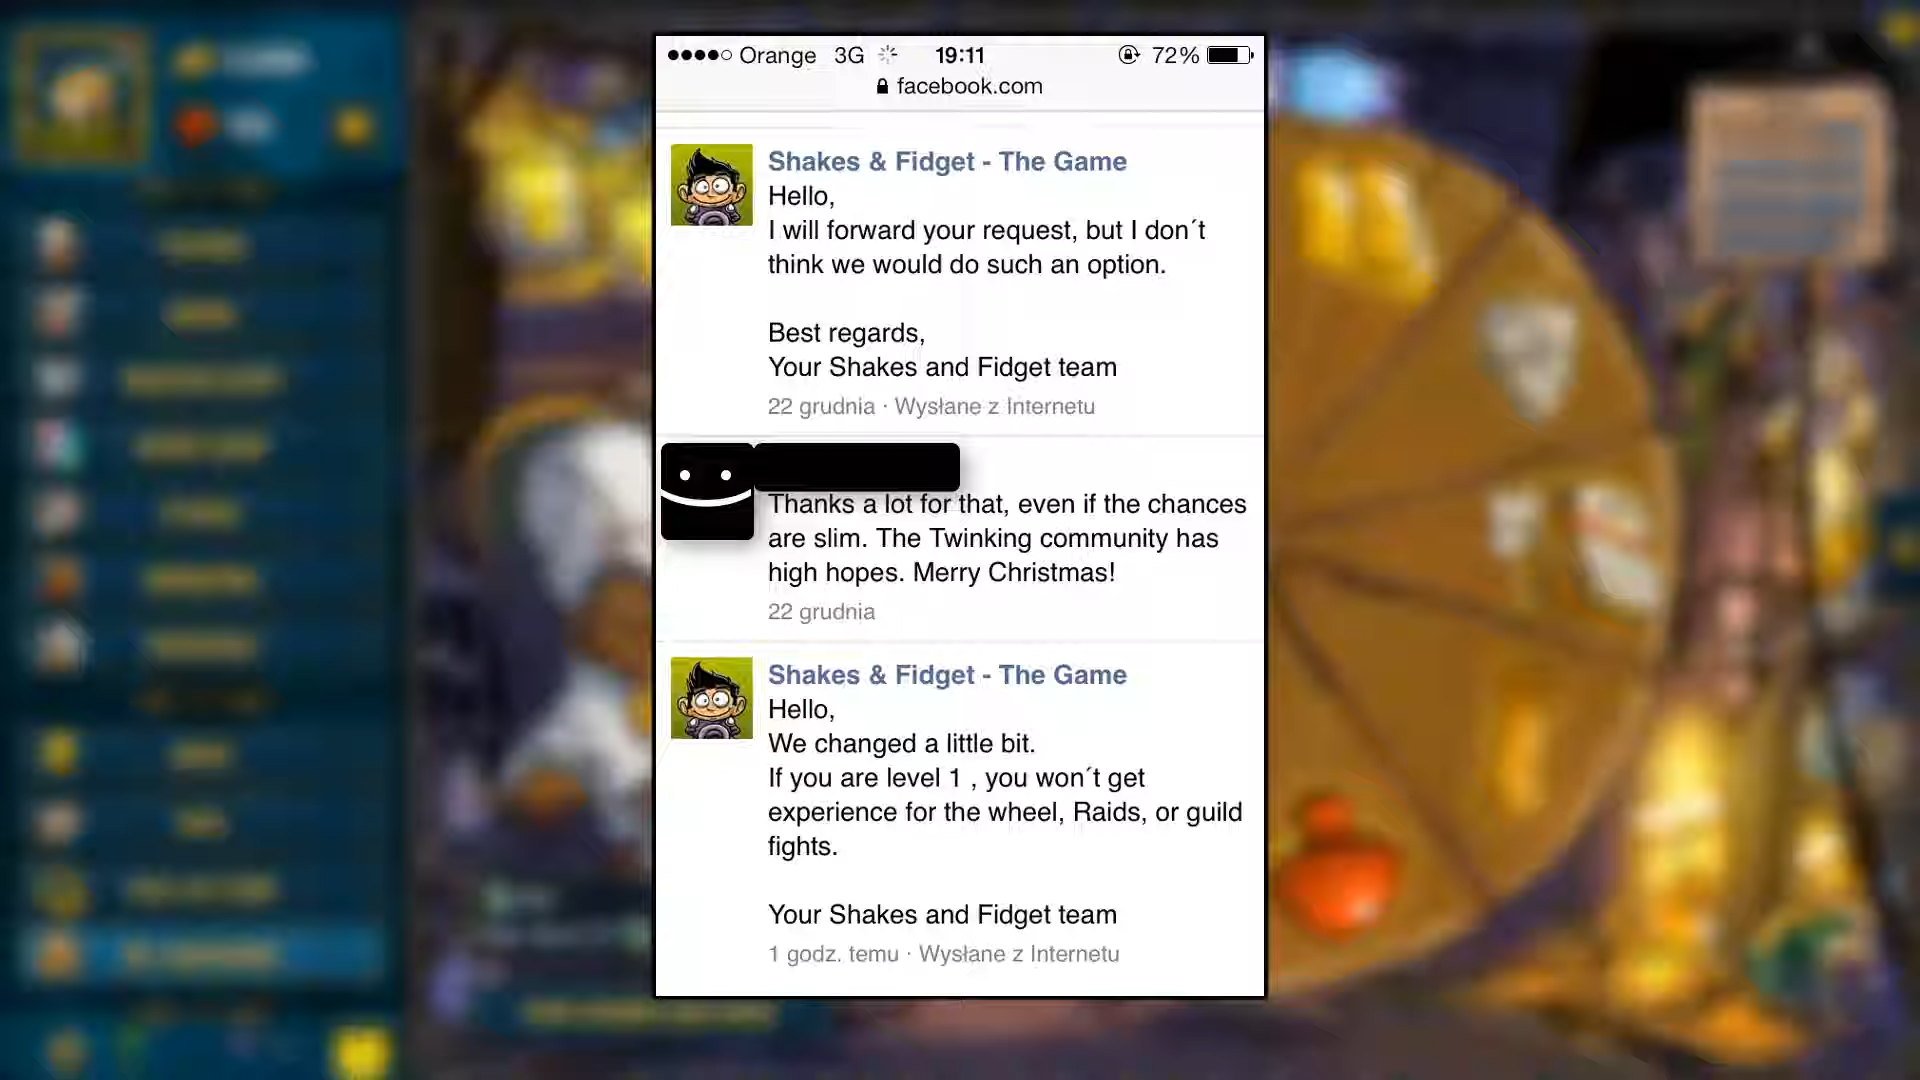 Orange 3G 19:11 72%
facebook.com
Shakes & Fidget - The Game
Hello,
I will forward your request, but I don´t
think we would do such an option.
Best regards,
Your Shakes and Fidget team
22 grudnia · Wysłane z Internetu
Thanks a lot for that, even if the chances
are slim. The Twinking community has
high hopes. Merry Christmas!
22 grudnia
Shakes & Fidget - The Game
Hello,
We changed a little bit.
If you are level 1 , you won´t get
experience for the wheel, Raids, or guild
fights.
Your Shakes and Fidget team
1 godz. temu · Wysłane z Internetu